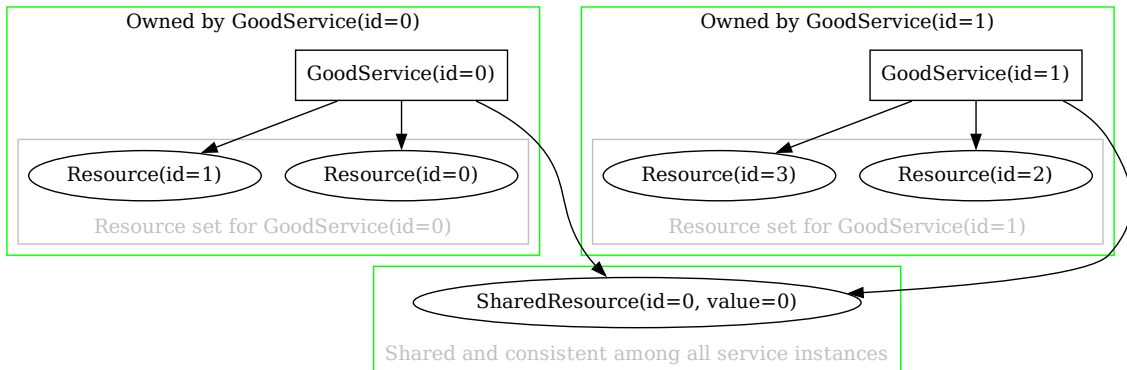 Owned by GoodService(id=0)
GoodService(id=0)
Resource(id=1)
Resource(id=0)
Resource set for GoodService(id=0)
Owned by GoodService(id=1)
GoodService(id=1)
Resource(id=3)
Resource(id=2)
Resource set for GoodService(id=1)
SharedResource(id=0, value=0)
Shared and consistent among all service instances